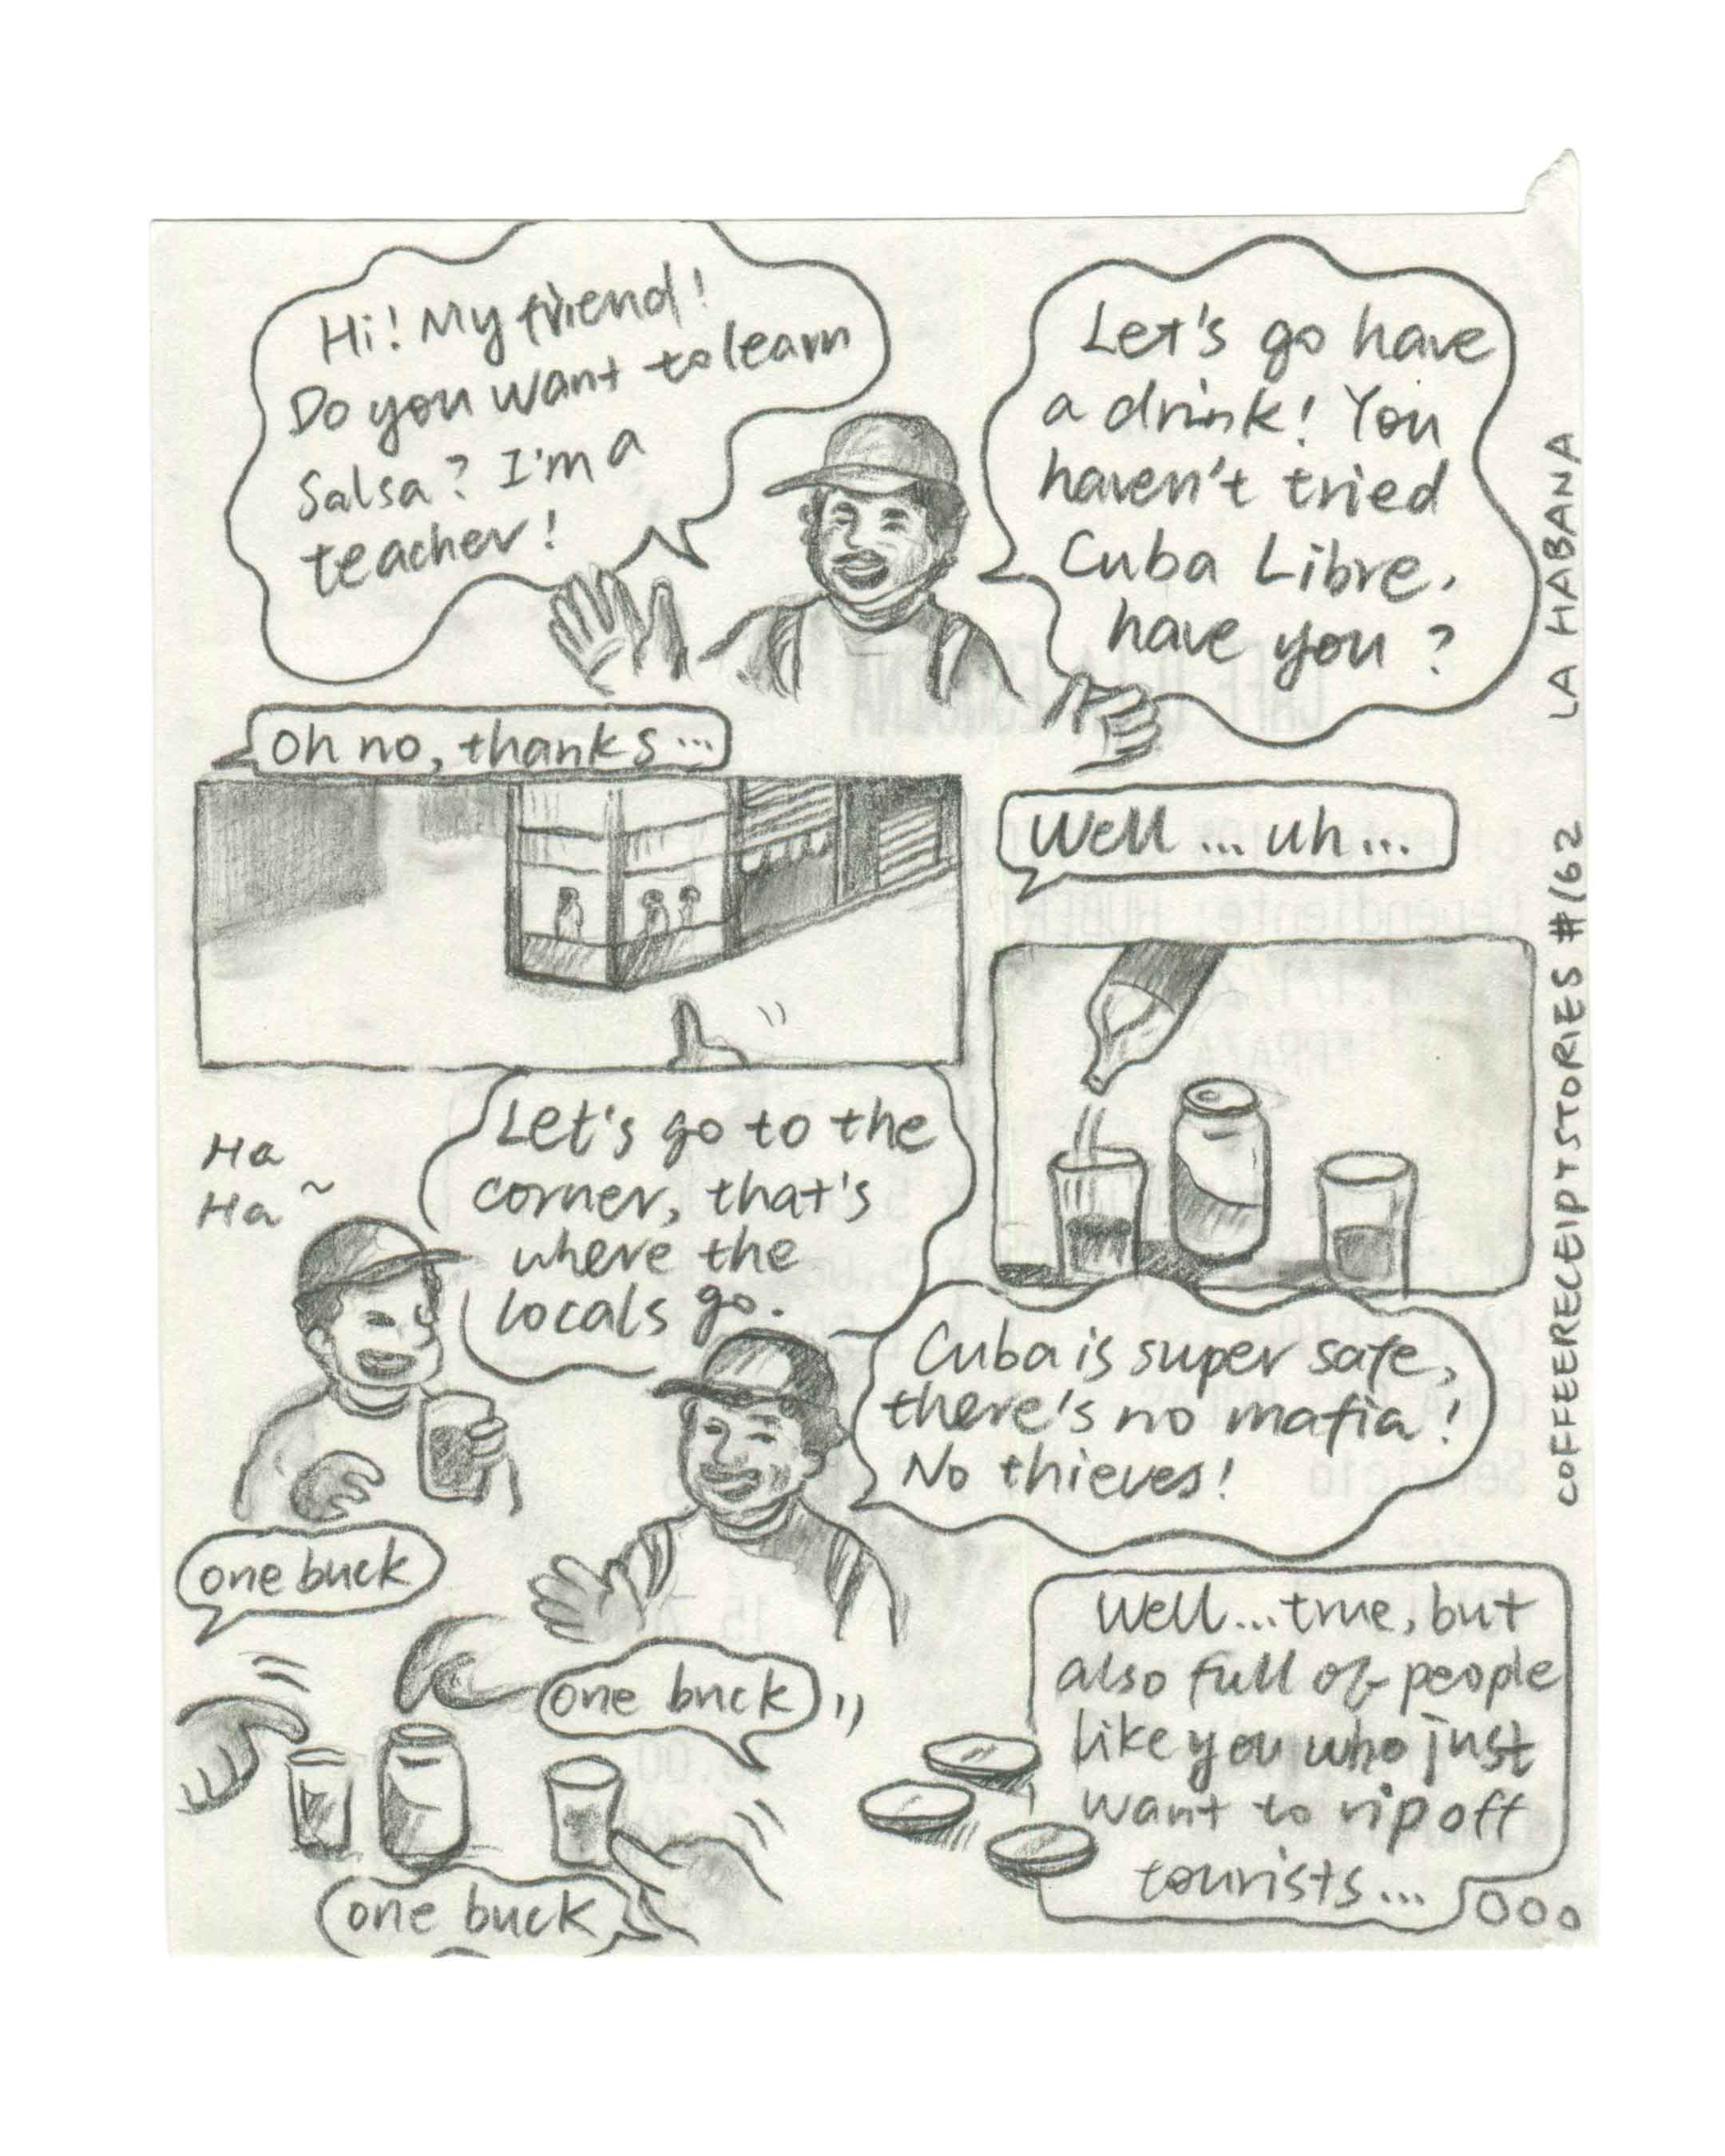 Hi! My friend!
Do you want to learn
Salsa? I'm a
teacher!
Let's go have
a drink! You
haven't tried
Cuba Libre,
have you?
Oh no, thanks...
Well... uh...
Let's go to the
corner, that's
where the
locals go.
Ha
Ha~
Cuba is super safe,
there's no mafia!
No thieves!
one buck
one buck
one buck
Well... true, but
also full of people
like you who just
want to rip off
tourists...
COFFEERECEIPTSTORIES #162 LA HABANA